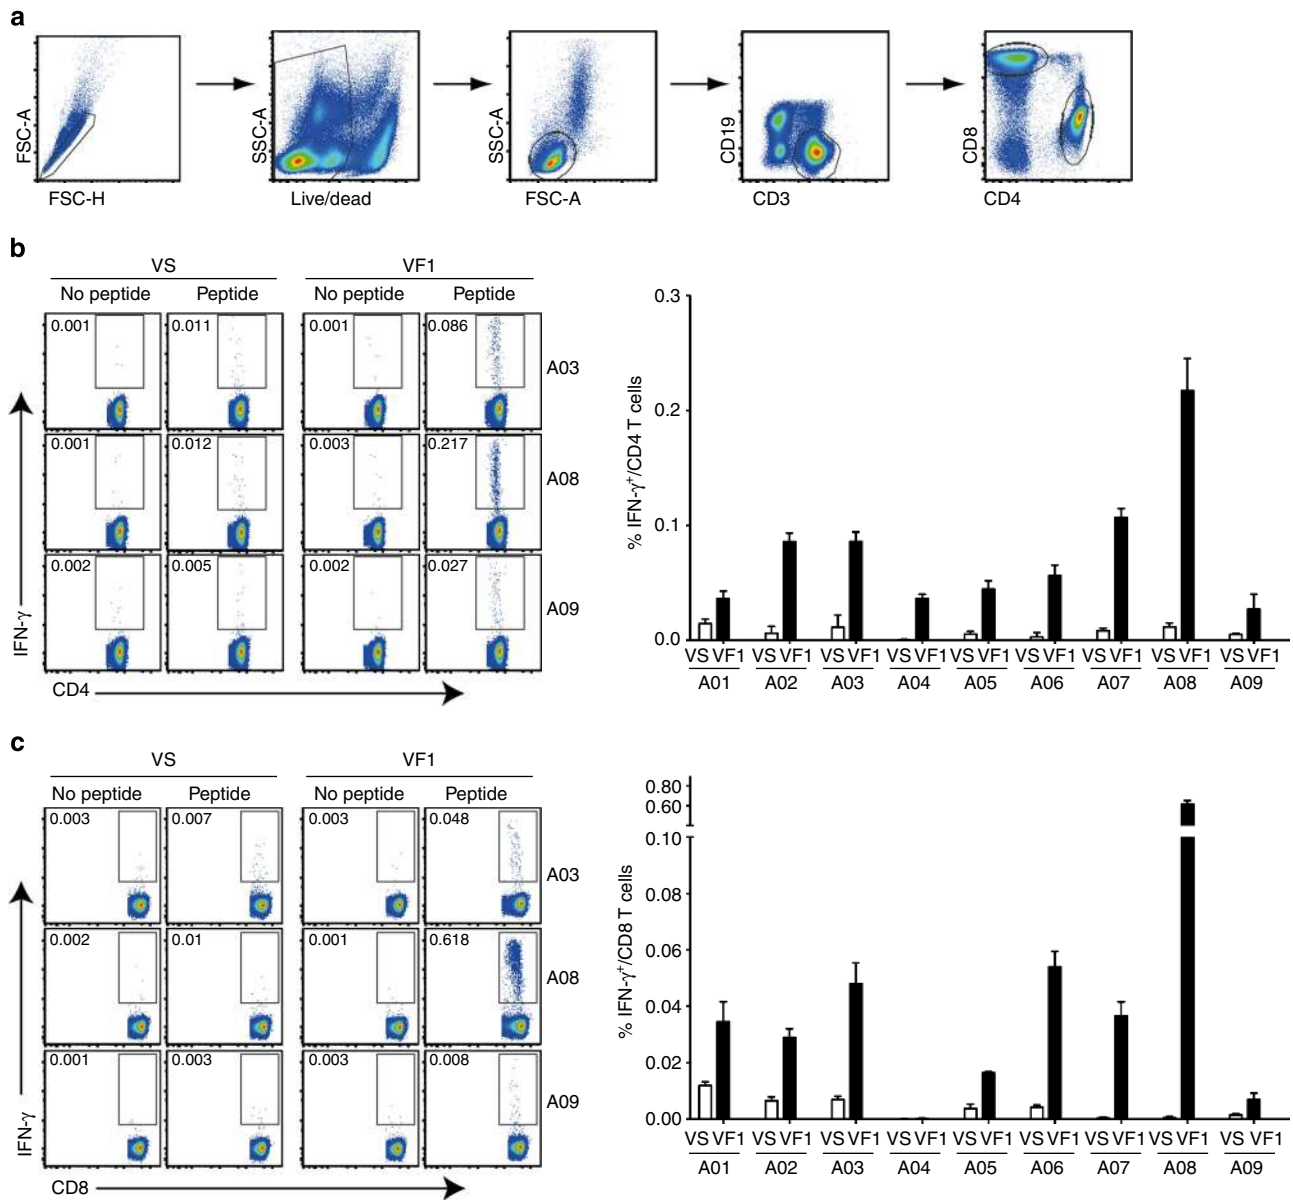 a
FSC-A
FSC-H
SSC-A
Live/dead
SSC-A
FSC-A
CD19
CD3
CD8
CD4
b
VS VF1
No peptide Peptide No peptide Peptide
0.001 0.011 0.001 0.086 A03
0.001 0.012 0.003 0.217 A08
0.002 0.005 0.002 0.027 A09
IFN-γ
CD4
% IFN-γ+/CD4 T cells
0.3
0.2
0.1
0.0
VS VF1 VS VF1 VS VF1 VS VF1 VS VF1 VS VF1 VS VF1 VS VF1 VS VF1
A01 A02 A03 A04 A05 A06 A07 A08 A09
c
VS VF1
No peptide Peptide No peptide Peptide
0.003 0.007 0.003 0.048 A03
0.002 0.01 0.001 0.618 A08
0.001 0.003 0.003 0.008 A09
IFN-γ
CD8
% IFN-γ+/CD8 T cells
0.80
0.60
0.10
0.08
0.06
0.04
0.02
0.00
VS VF1 VS VF1 VS VF1 VS VF1 VS VF1 VS VF1 VS VF1 VS VF1 VS VF1
A01 A02 A03 A04 A05 A06 A07 A08 A09